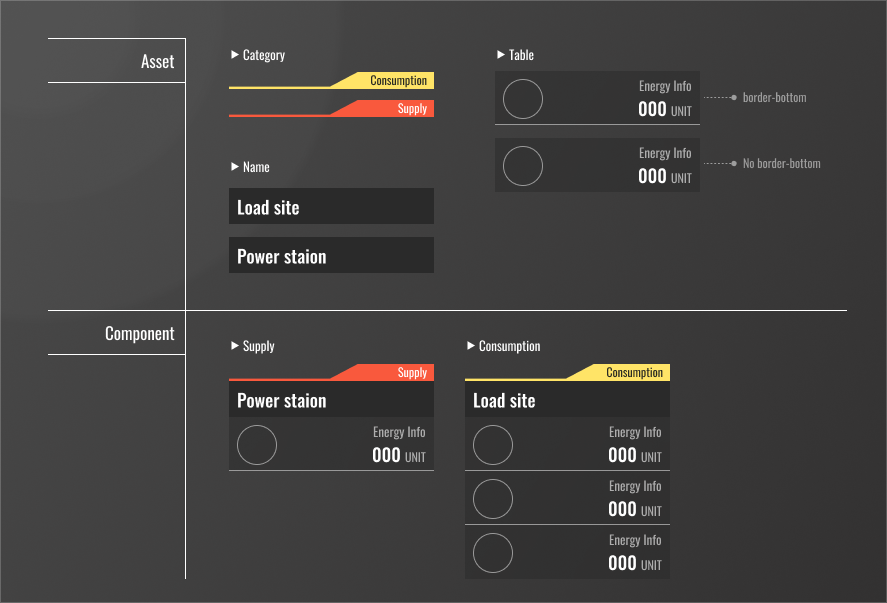 Asset
Category
Consumption
Supply
Name
Load site
Power staion
Table
Energy Info
000 UNIT
border-bottom
Energy Info
000 UNIT
No border-bottom
Component
Supply
Supply
Power staion
Energy Info
000 UNIT
Consumption
Consumption
Load site
Energy Info
000 UNIT
Energy Info
000 UNIT
Energy Info
000 UNIT